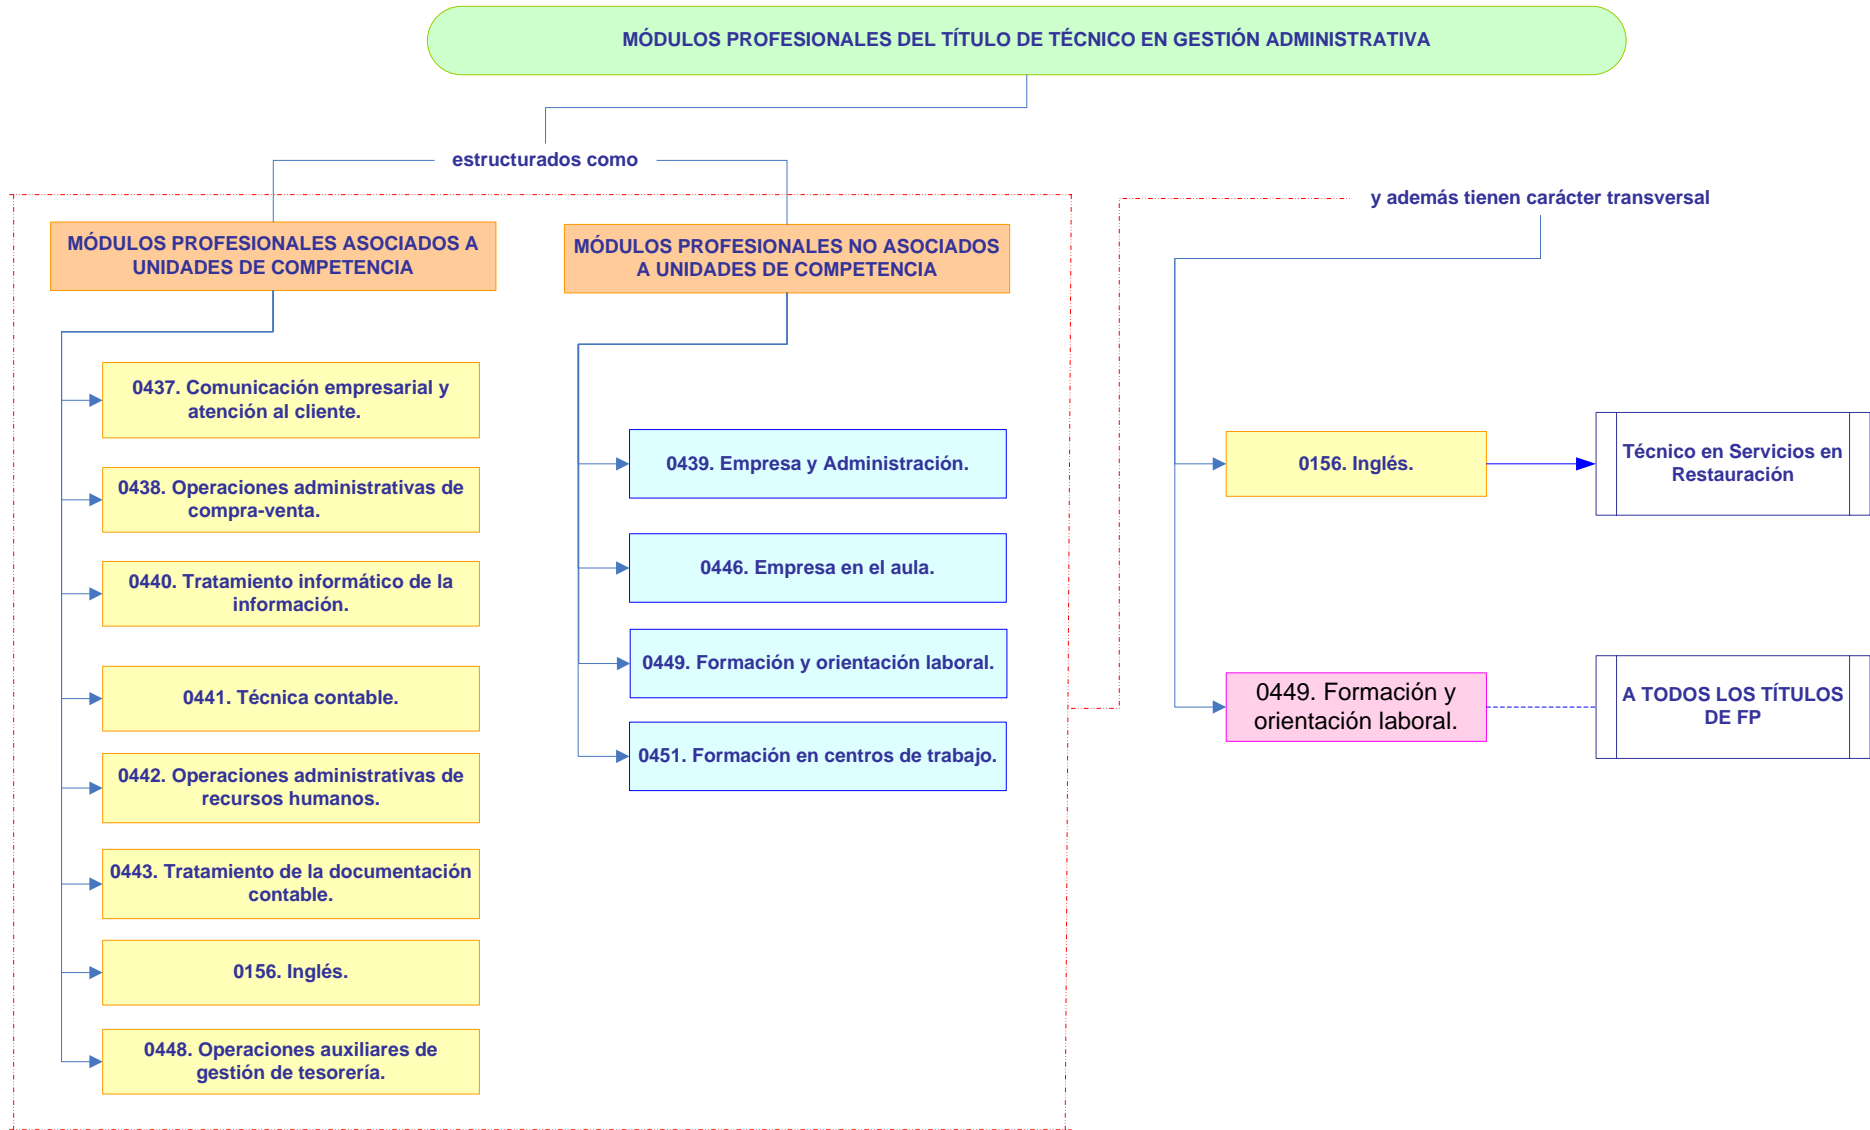 MÓDULOS PROFESIONALES DEL TÍTULO DE TÉCNICO EN GESTIÓN ADMINISTRATIVA
estructurados como
MÓDULOS PROFESIONALES ASOCIADOS A
UNIDADES DE COMPETENCIA
0437. Comunicación empresarial y
atención al cliente.
0438. Operaciones administrativas de
compra-venta.
0440. Tratamiento informático de la
información.
0441. Técnica contable.
0442. Operaciones administrativas de
recursos humanos.
0443. Tratamiento de la documentación
contable.
0156. Inglés.
0448. Operaciones auxiliares de
gestión de tesorería.
MÓDULOS PROFESIONALES NO ASOCIADOS
A UNIDADES DE COMPETENCIA
0439. Empresa y Administración.
0446. Empresa en el aula.
0449. Formación y orientación laboral.
0451. Formación en centros de trabajo.
y además tienen carácter transversal
0156. Inglés.
Técnico en Servicios en
Restauración
0449. Formación y
orientación laboral.
A TODOS LOS TÍTULOS
DE FP